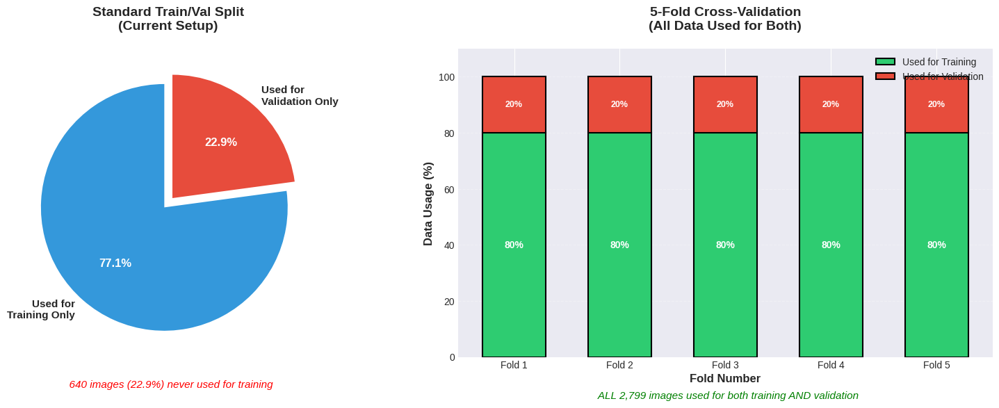 Standard Train/Val Split
(Current Setup)
Used for
Validation Only
22.9%
77.1%
Used for
Training Only
640 images (22.9%) never used for training
5-Fold Cross-Validation
(All Data Used for Both)
Used for Training
Used for Validation
Data Usage (%)
100
80
60
40
20
0
20% 20% 20% 20% 20%
80% 80% 80% 80% 80%
Fold 1 Fold 2 Fold 3 Fold 4 Fold 5
Fold Number
ALL 2,799 images used for both training AND validation